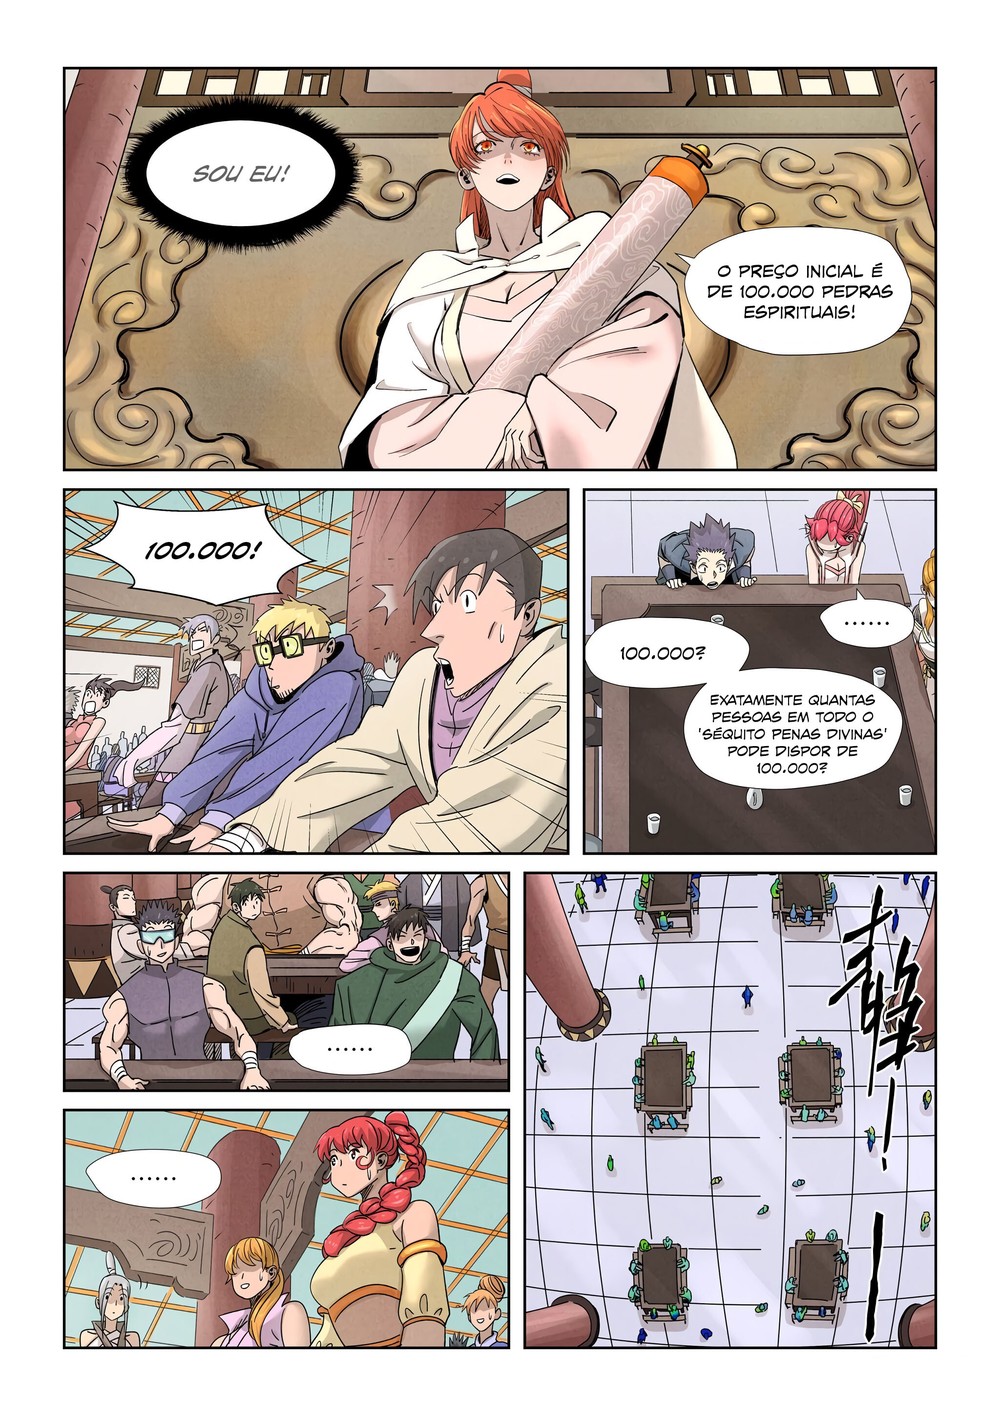 SOU EU!
O PREÇO INICIAL É
DE 100.000 PEDRAS
ESPIRITUAIS!
100.000!
......
100.000?
EXATAMENTE QUANTAS
PESSOAS EM TODO O
'SÉQUITO PENAS DIVINAS'
PODE DISPOR DE
100.000?
......
......